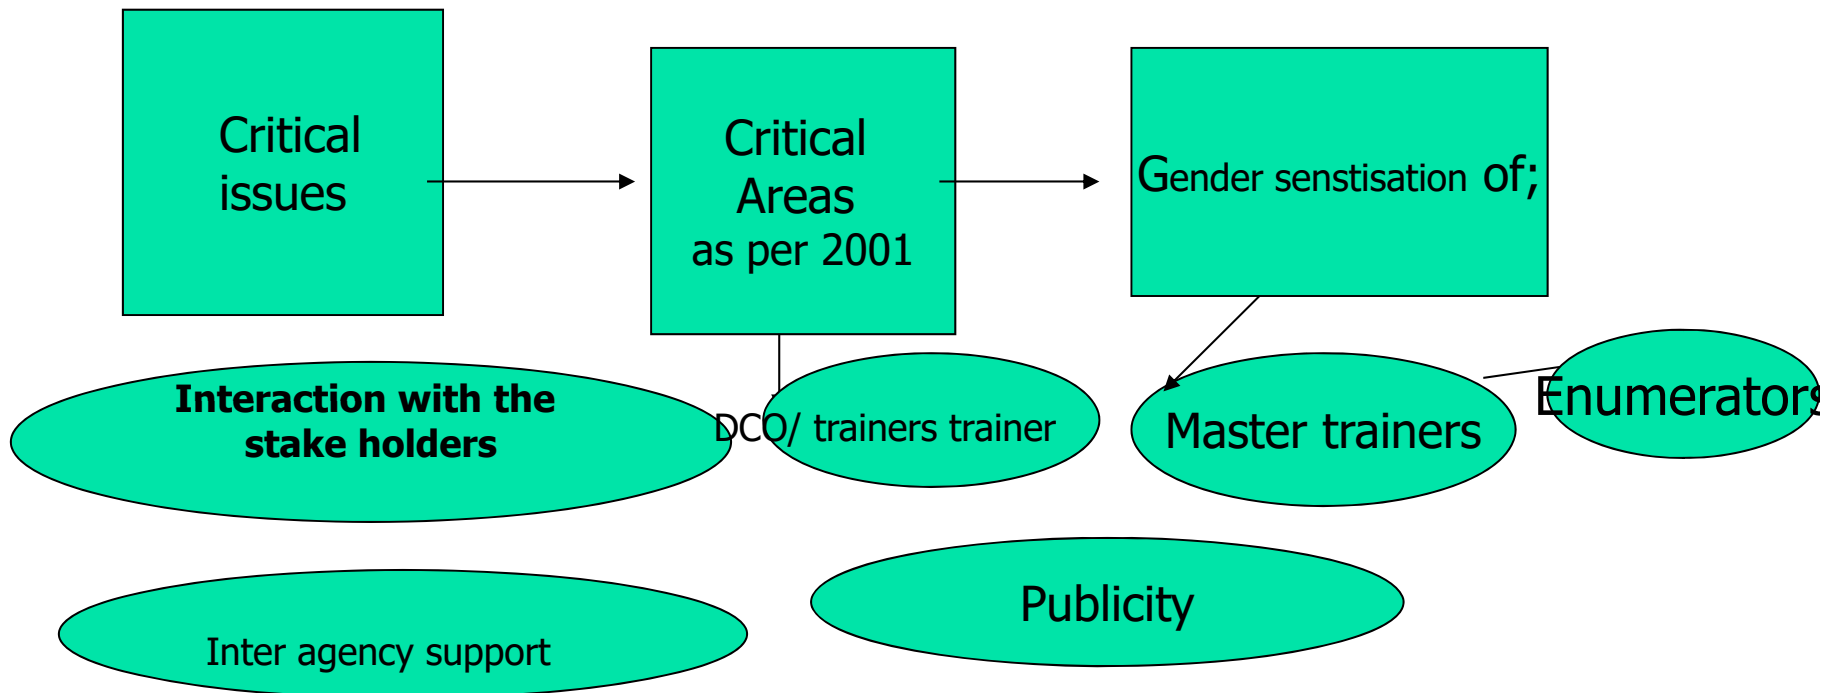 Critical
issues
Critical
Areas
as per 2001
Gender senstisation of;
Interaction with the
stake holders
DCO/ trainers trainer
Master trainers
Enumerators
Publicity
Inter agency support